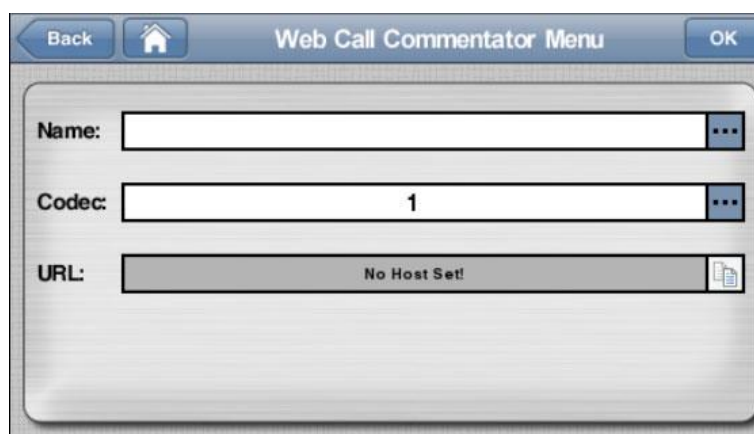 Back
Web Call Commentator Menu
OK
Name:
Codec: 1
URL: No Host Set!